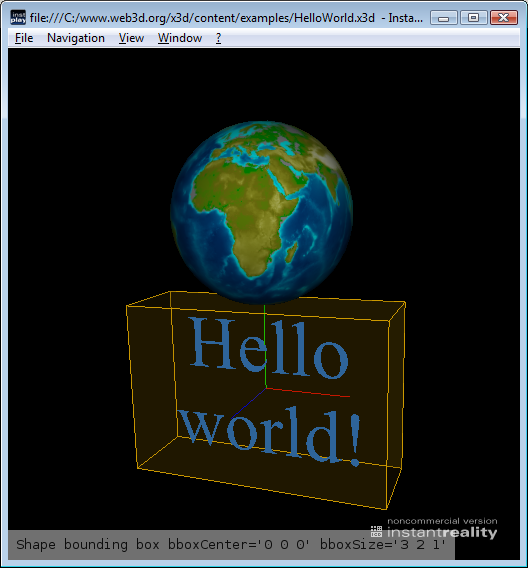 inst play file:///C:/www.web3d.org/x3d/content/examples/HelloWorld.x3d - Insta...
File Navigation View Window ?
Hello
world!
noncommercial version
instantreality
Shape bounding box bboxCenter='0 0 0' bboxSize='3 2 1'